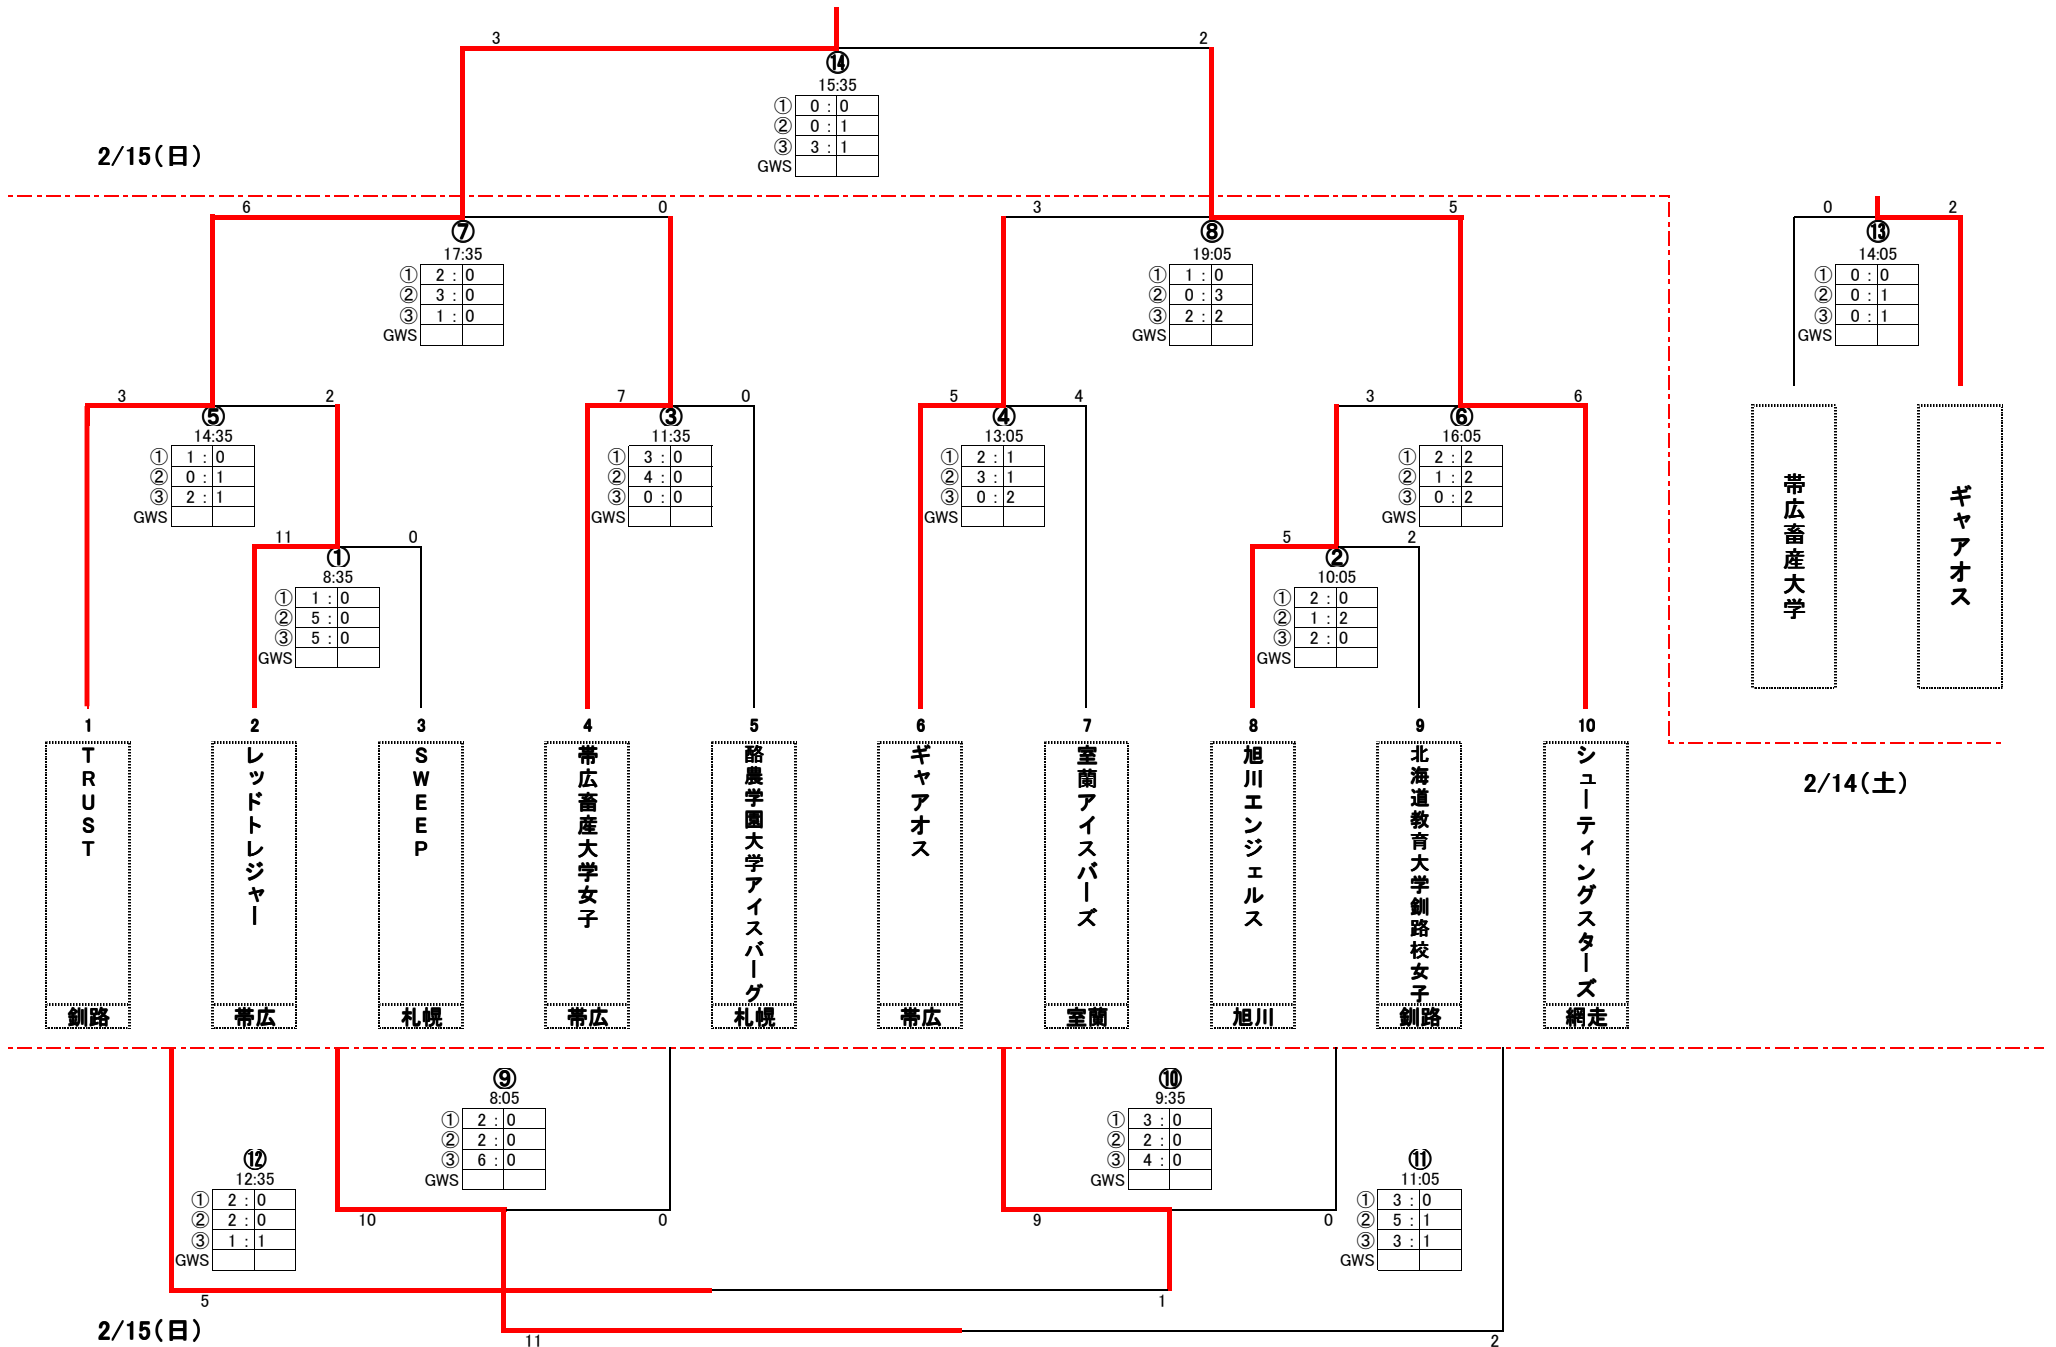 3 2
⑭
15:35
① 0 : 0
② 0 : 1
③ 3 : 1
GWS
2/15(日)
6 0
⑦
17:35
① 2 : 0
② 3 : 0
③ 1 : 0
GWS
3 5
⑧
19:05
① 1 : 0
② 0 : 3
③ 2 : 2
GWS
0 2
⑬
14:05
① 0 : 0
② 0 : 1
③ 0 : 1
GWS
帯広畜産大学
ギャアオス
2/14(土)
3 2
⑤
14:35
① 1 : 0
② 0 : 1
③ 2 : 1
GWS
7 0
③
11:35
① 3 : 0
② 4 : 0
③ 0 : 0
GWS
5 4
④
13:05
① 2 : 1
② 3 : 1
③ 0 : 2
GWS
3 6
⑥
16:05
① 2 : 2
② 1 : 2
③ 0 : 2
GWS
11 0
①
8:35
① 1 : 0
② 5 : 0
③ 5 : 0
GWS
5 2
②
10:05
① 2 : 0
② 1 : 2
③ 2 : 0
GWS
1
TRUST
釧路
2
レッドトレジャー
帯広
3
SWEEP
札幌
4
帯広畜産大学女子
帯広
5
酪農学園大学アイスバーグ
札幌
6
ギャアオス
帯広
7
室蘭アイスバーズ
室蘭
8
旭川エンジェルス
旭川
9
北海道教育大学釧路校女子
釧路
10
シューティングスターズ
網走
⑨
8:05
① 2 : 0
② 2 : 0
③ 6 : 0
GWS
10 0
⑩
9:35
① 3 : 0
② 2 : 0
③ 4 : 0
GWS
9 0
⑫
12:35
① 2 : 0
② 2 : 0
③ 1 : 1
GWS
5 1
⑪
11:05
① 3 : 0
② 5 : 1
③ 3 : 1
GWS
11 2
2/15(日)